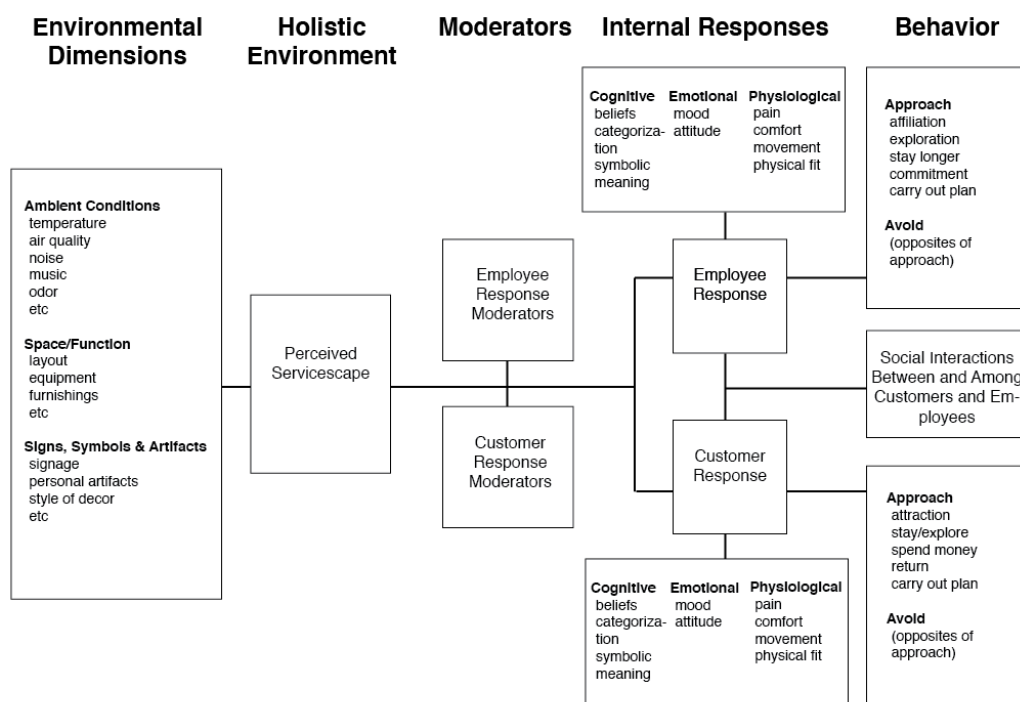 Environmental
Dimensions
Holistic
Environment
Moderators
Internal Responses
Behavior
Ambient Conditions
temperature
air quality
noise
music
odor
etc
Space/Function
layout
equipment
furnishings
etc
Signs, Symbols & Artifacts
signage
personal artifacts
style of decor
etc
Perceived
Servicescape
Employee
Response
Moderators
Customer
Response
Moderators
Cognitive
beliefs
categoriza-
tion
symbolic
meaning
Emotional
mood
attitude
Physiological
pain
comfort
movement
physical fit
Employee
Response
Customer
Response
Cognitive
beliefs
categoriza-
tion
symbolic
meaning
Emotional
mood
attitude
Physiological
pain
comfort
movement
physical fit
Approach
affiliation
exploration
stay longer
commitment
carry out plan
Avoid
(opposites of
approach)
Social Interactions
Between and Among
Customers and Em-
ployees
Approach
attraction
stay/explore
spend money
return
carry out plan
Avoid
(opposites of
approach)